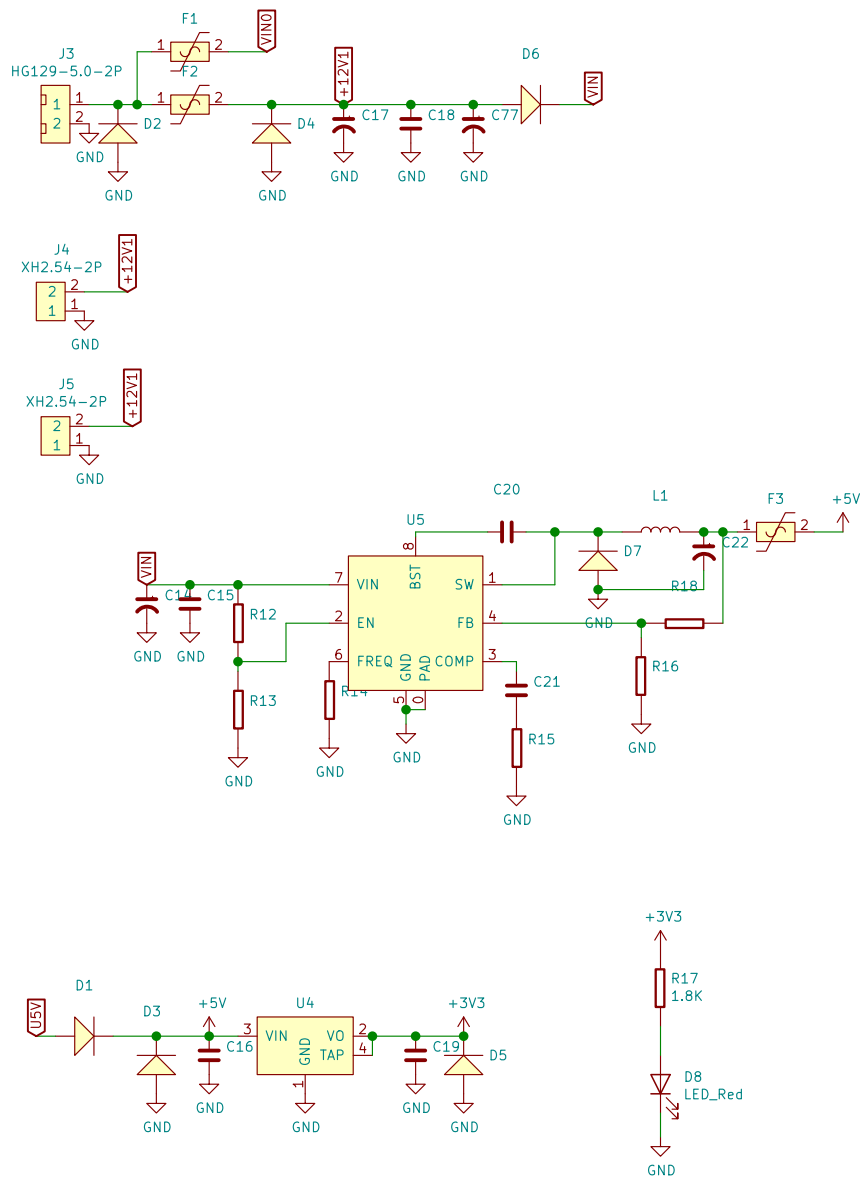 F1
J3
HG129-5.0-2P
1
2
VIN0
F2
+12V1
D6
VIN
1
2
1
2
D2
1
2
D4
C17
C18
C77
GND
GND
GND
GND
GND
GND
J4
XH2.54-2P
+12V1
2
1
2
1
GND
J5
XH2.54-2P
+12V1
2
1
2
1
GND
C20
L1
F3
+5V
U5
8
BST
1
2
D7
C22
VIN
C14
C15
7
VIN
SW
1
R18
R12
2
EN
FB
4
GND
GND
GND
6
FREQ
GND
PAD
COMP
3
R16
R13
R14
5
0
C21
R15
GND
GND
GND
GND
GND
+3V3
R17
1.8K
D1
U5V
D3
+5V
U4
+3V3
3
VIN
GND
VO
2
TAP
4
C16
C19
D5
1
D8
LED_Red
GND
GND
GND
GND
GND
GND